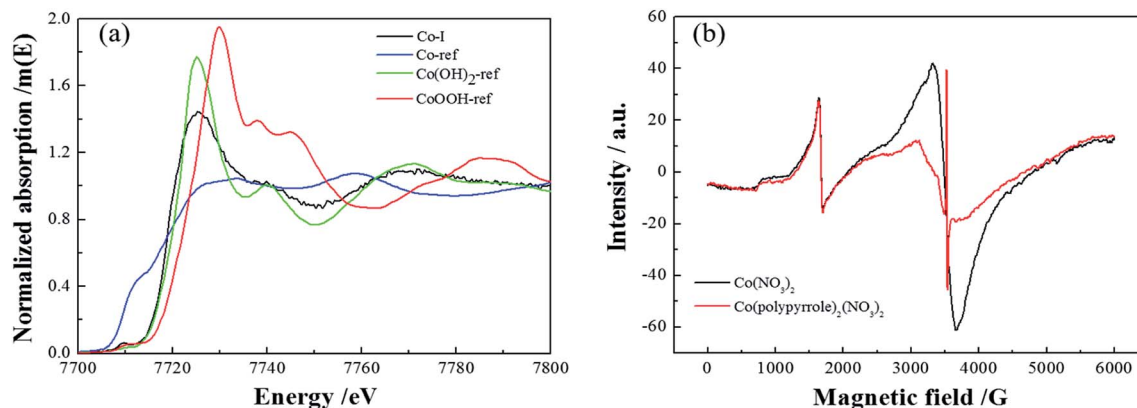 (a)
Normalized absorption /m(E)
2.0
1.6
1.2
0.8
0.4
0.0
Co-I
Co-ref
Co(OH)₂-ref
CoOOH-ref
7700 7720 7740 7760 7780 7800
Energy /eV
(b)
Intensity / a.u.
60
40
20
0
-20
-40
-60
Co(NO₃)₂
Co(polypyrrole)₂(NO₃)₂
0 1000 2000 3000 4000 5000 6000
Magnetic field /G